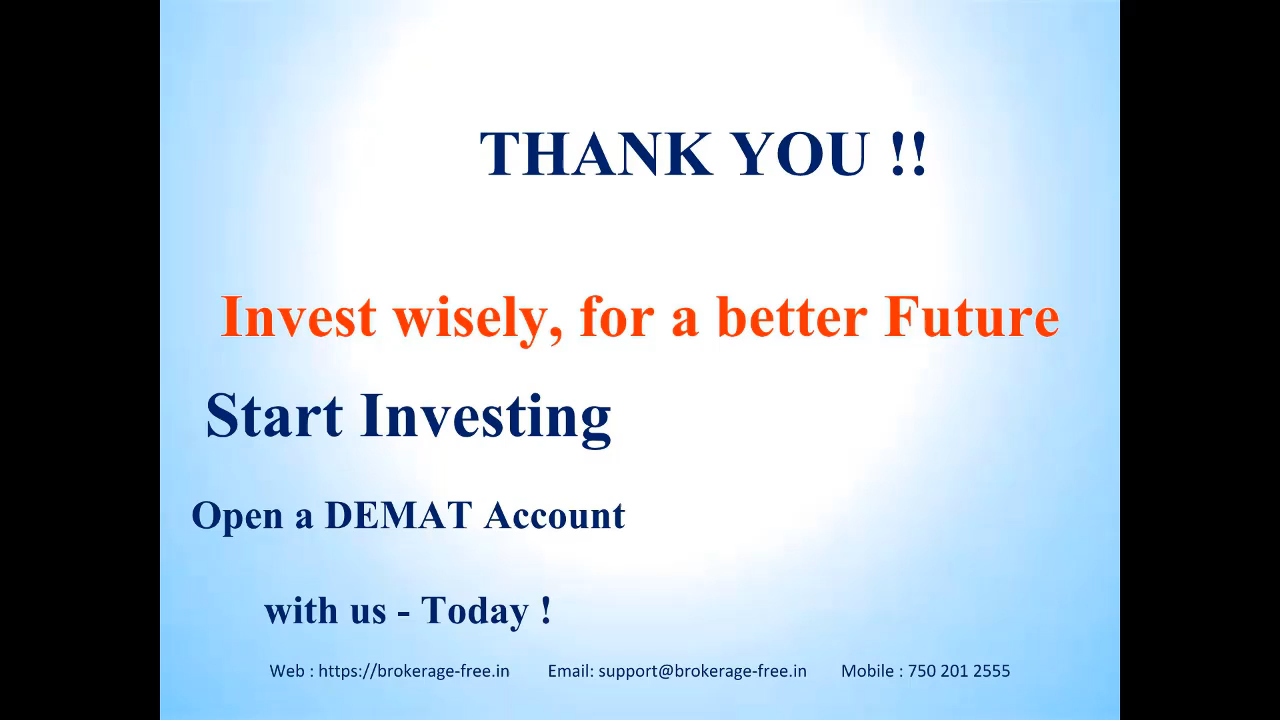 THANK YOU !!
Invest wisely, for a better Future
Start Investing
Open a DEMAT Account
with us - Today !
Web : https://brokerage-free.in Email: support@brokerage-free.in Mobile : 750 201 2555